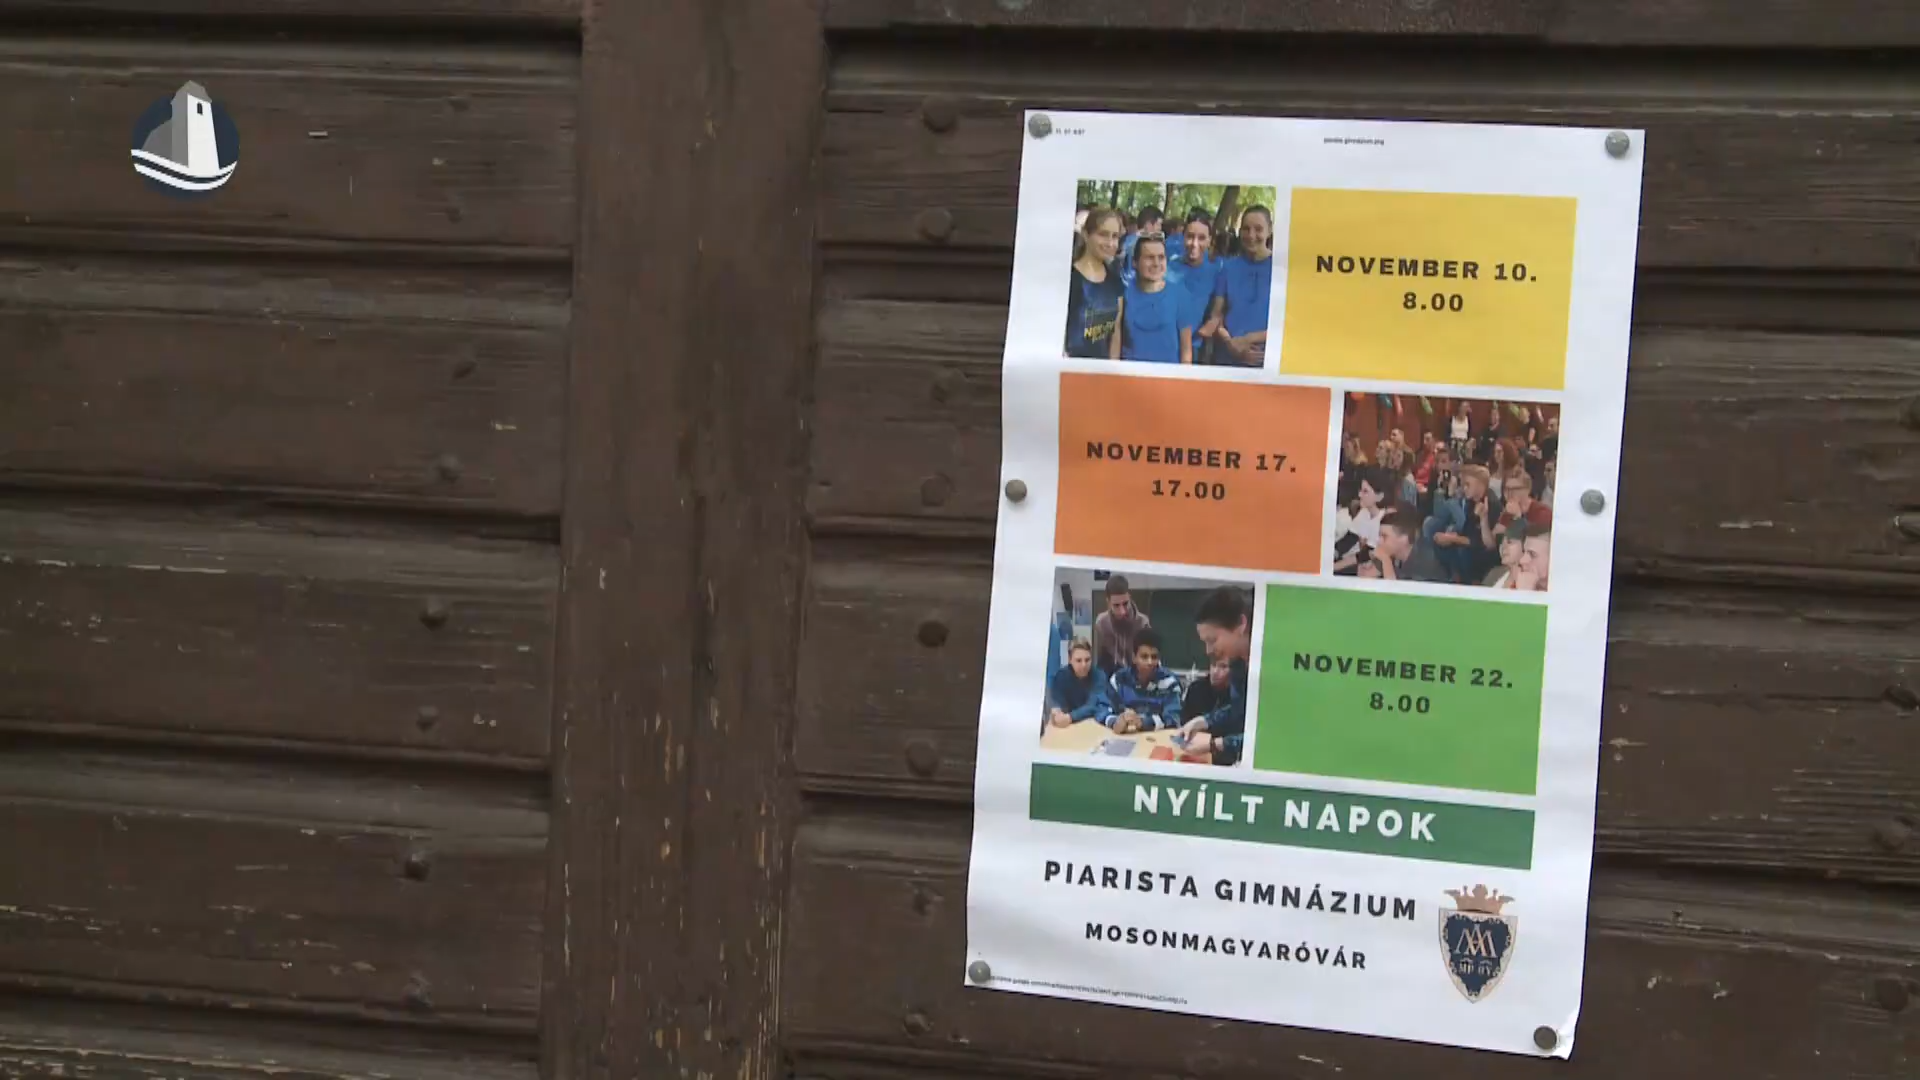 NOVEMBER 10.
8.00
NOVEMBER 17.
17.00
NOVEMBER 22.
8.00
NYÍLT NAPOK
PIARISTA GIMNÁZIUM
MOSONMAGYARÓVÁR